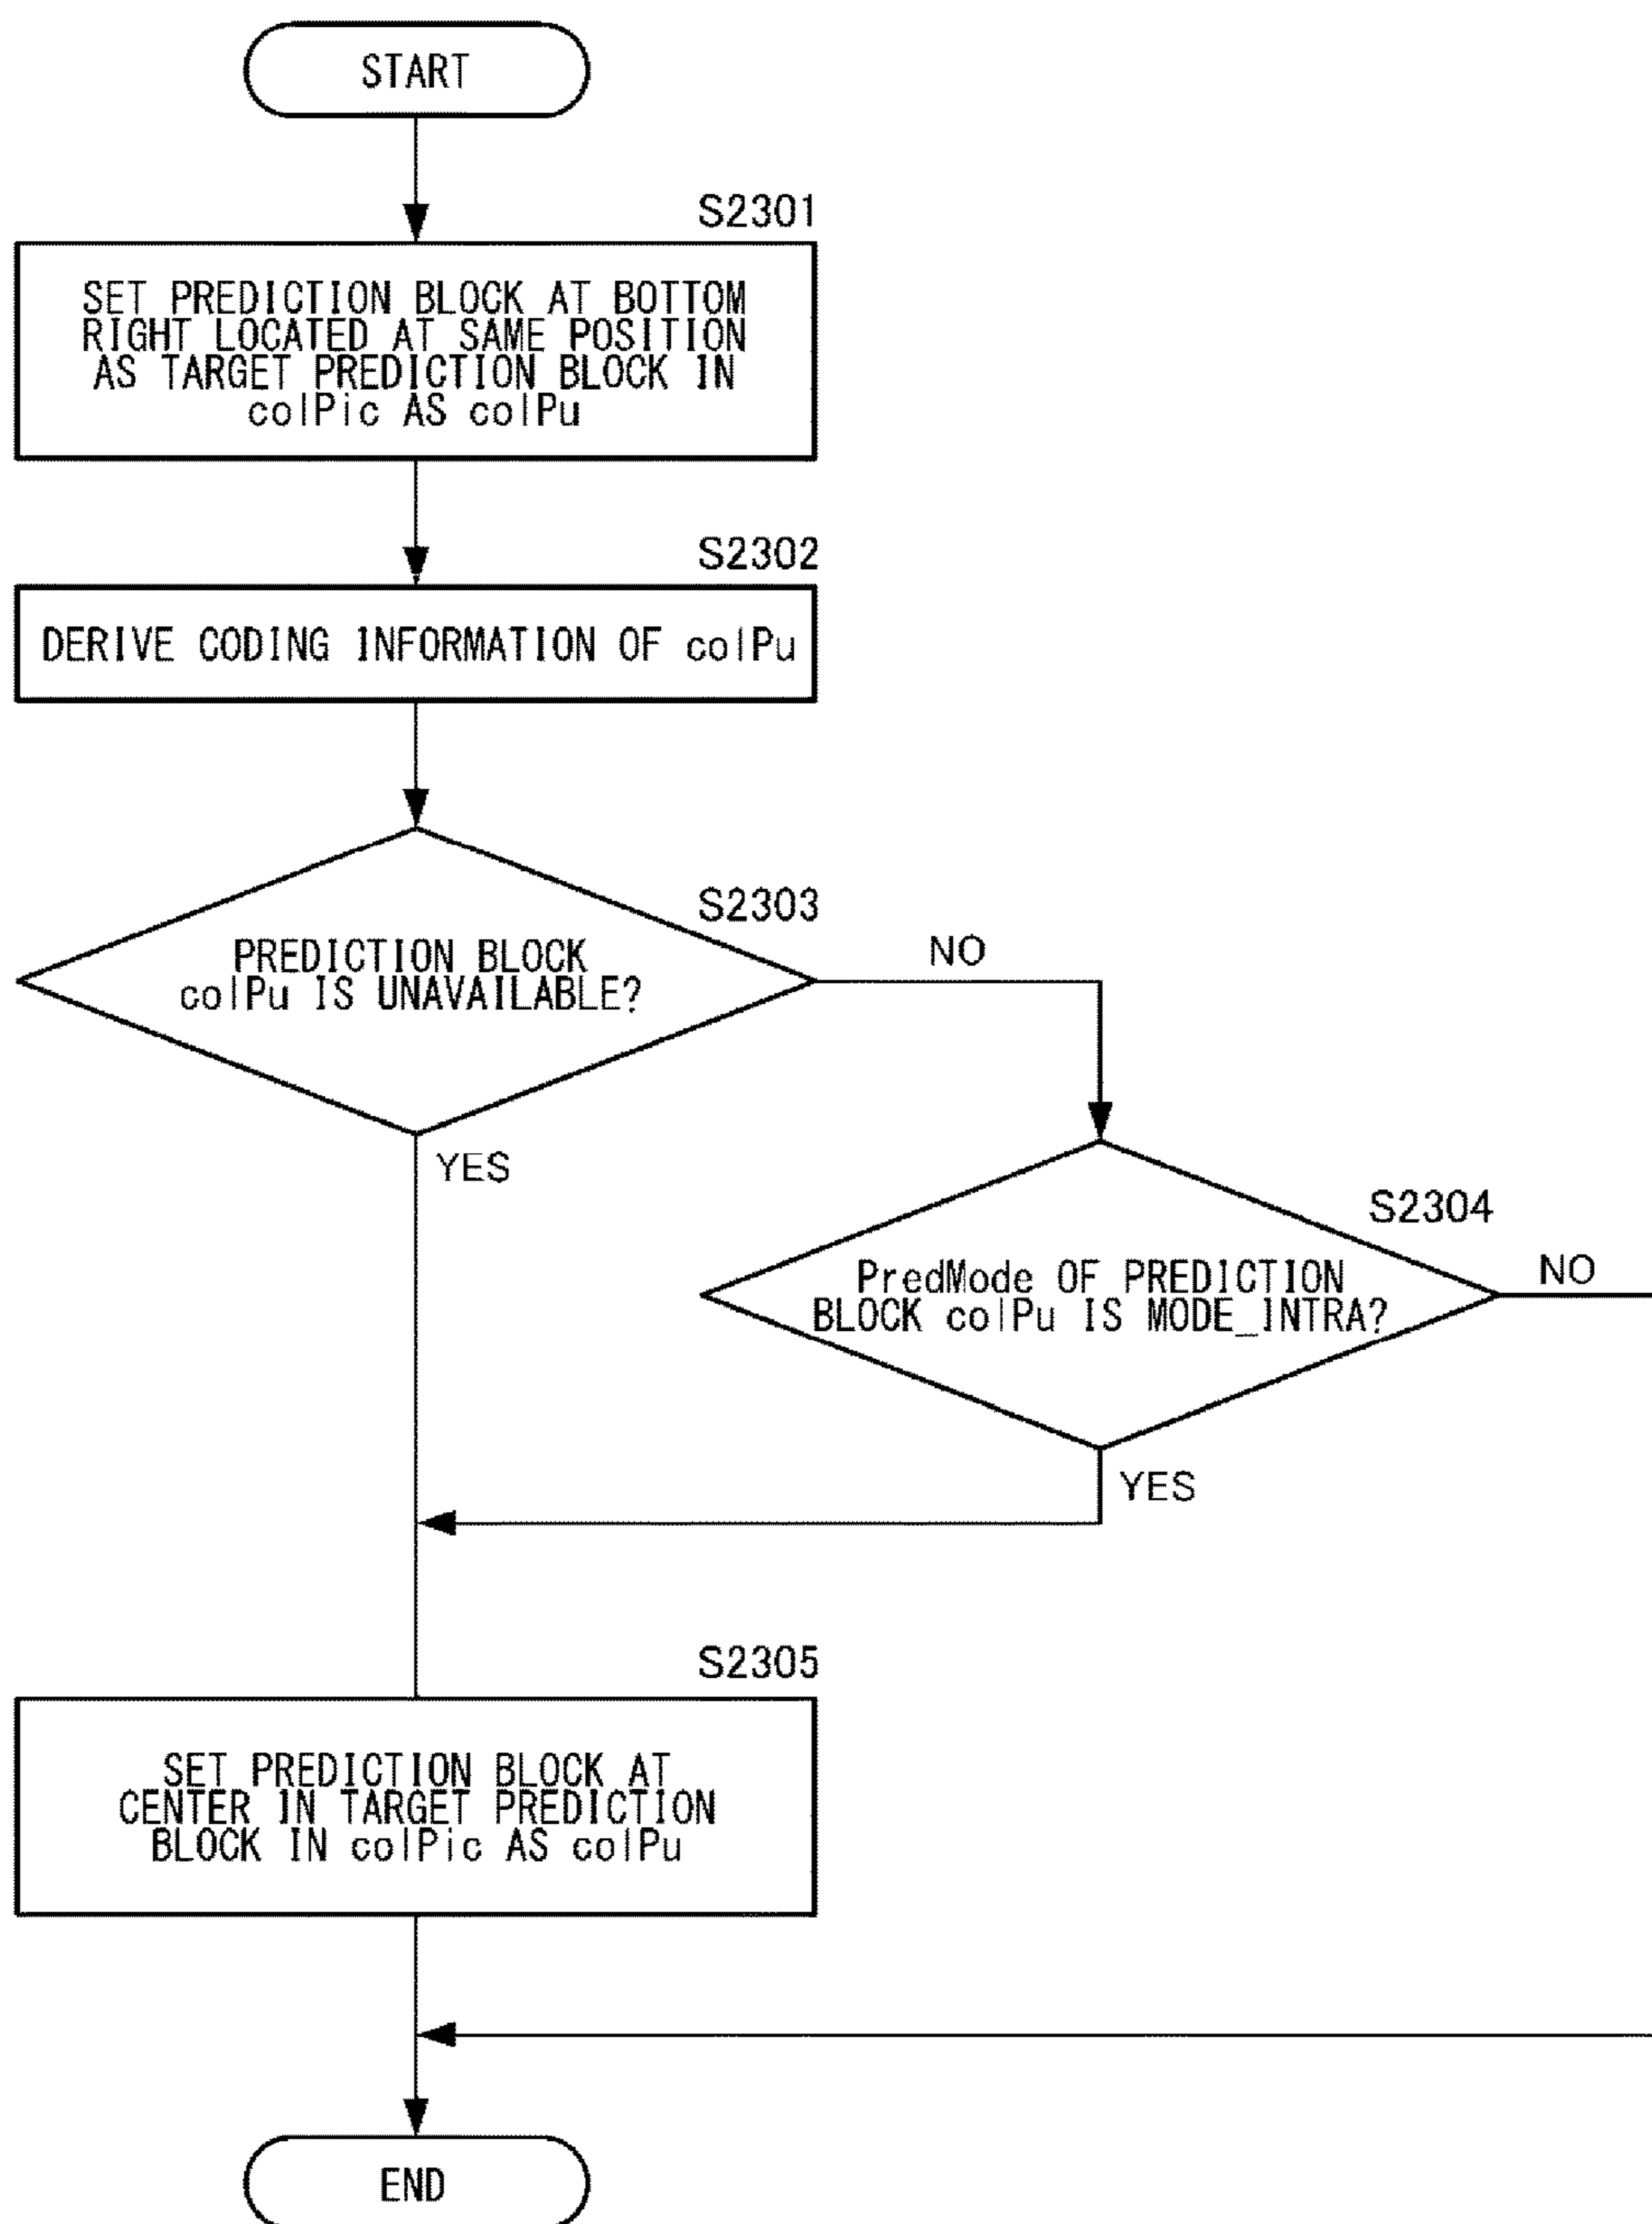 START
S2301
SET PREDICTION BLOCK AT BOTTOM
RIGHT LOCATED AT SAME POSITION
AS TARGET PREDICTION BLOCK IN
colPic AS colPu
S2302
DERIVE CODING INFORMATION OF colPu
S2303
PREDICTION BLOCK
colPu IS UNAVAILABLE?
NO
YES
S2304
PredMode OF PREDICTION
BLOCK colPu IS MODE_INTRA?
NO
YES
S2305
SET PREDICTION BLOCK AT
CENTER IN TARGET PREDICTION
BLOCK IN colPic AS colPu
END